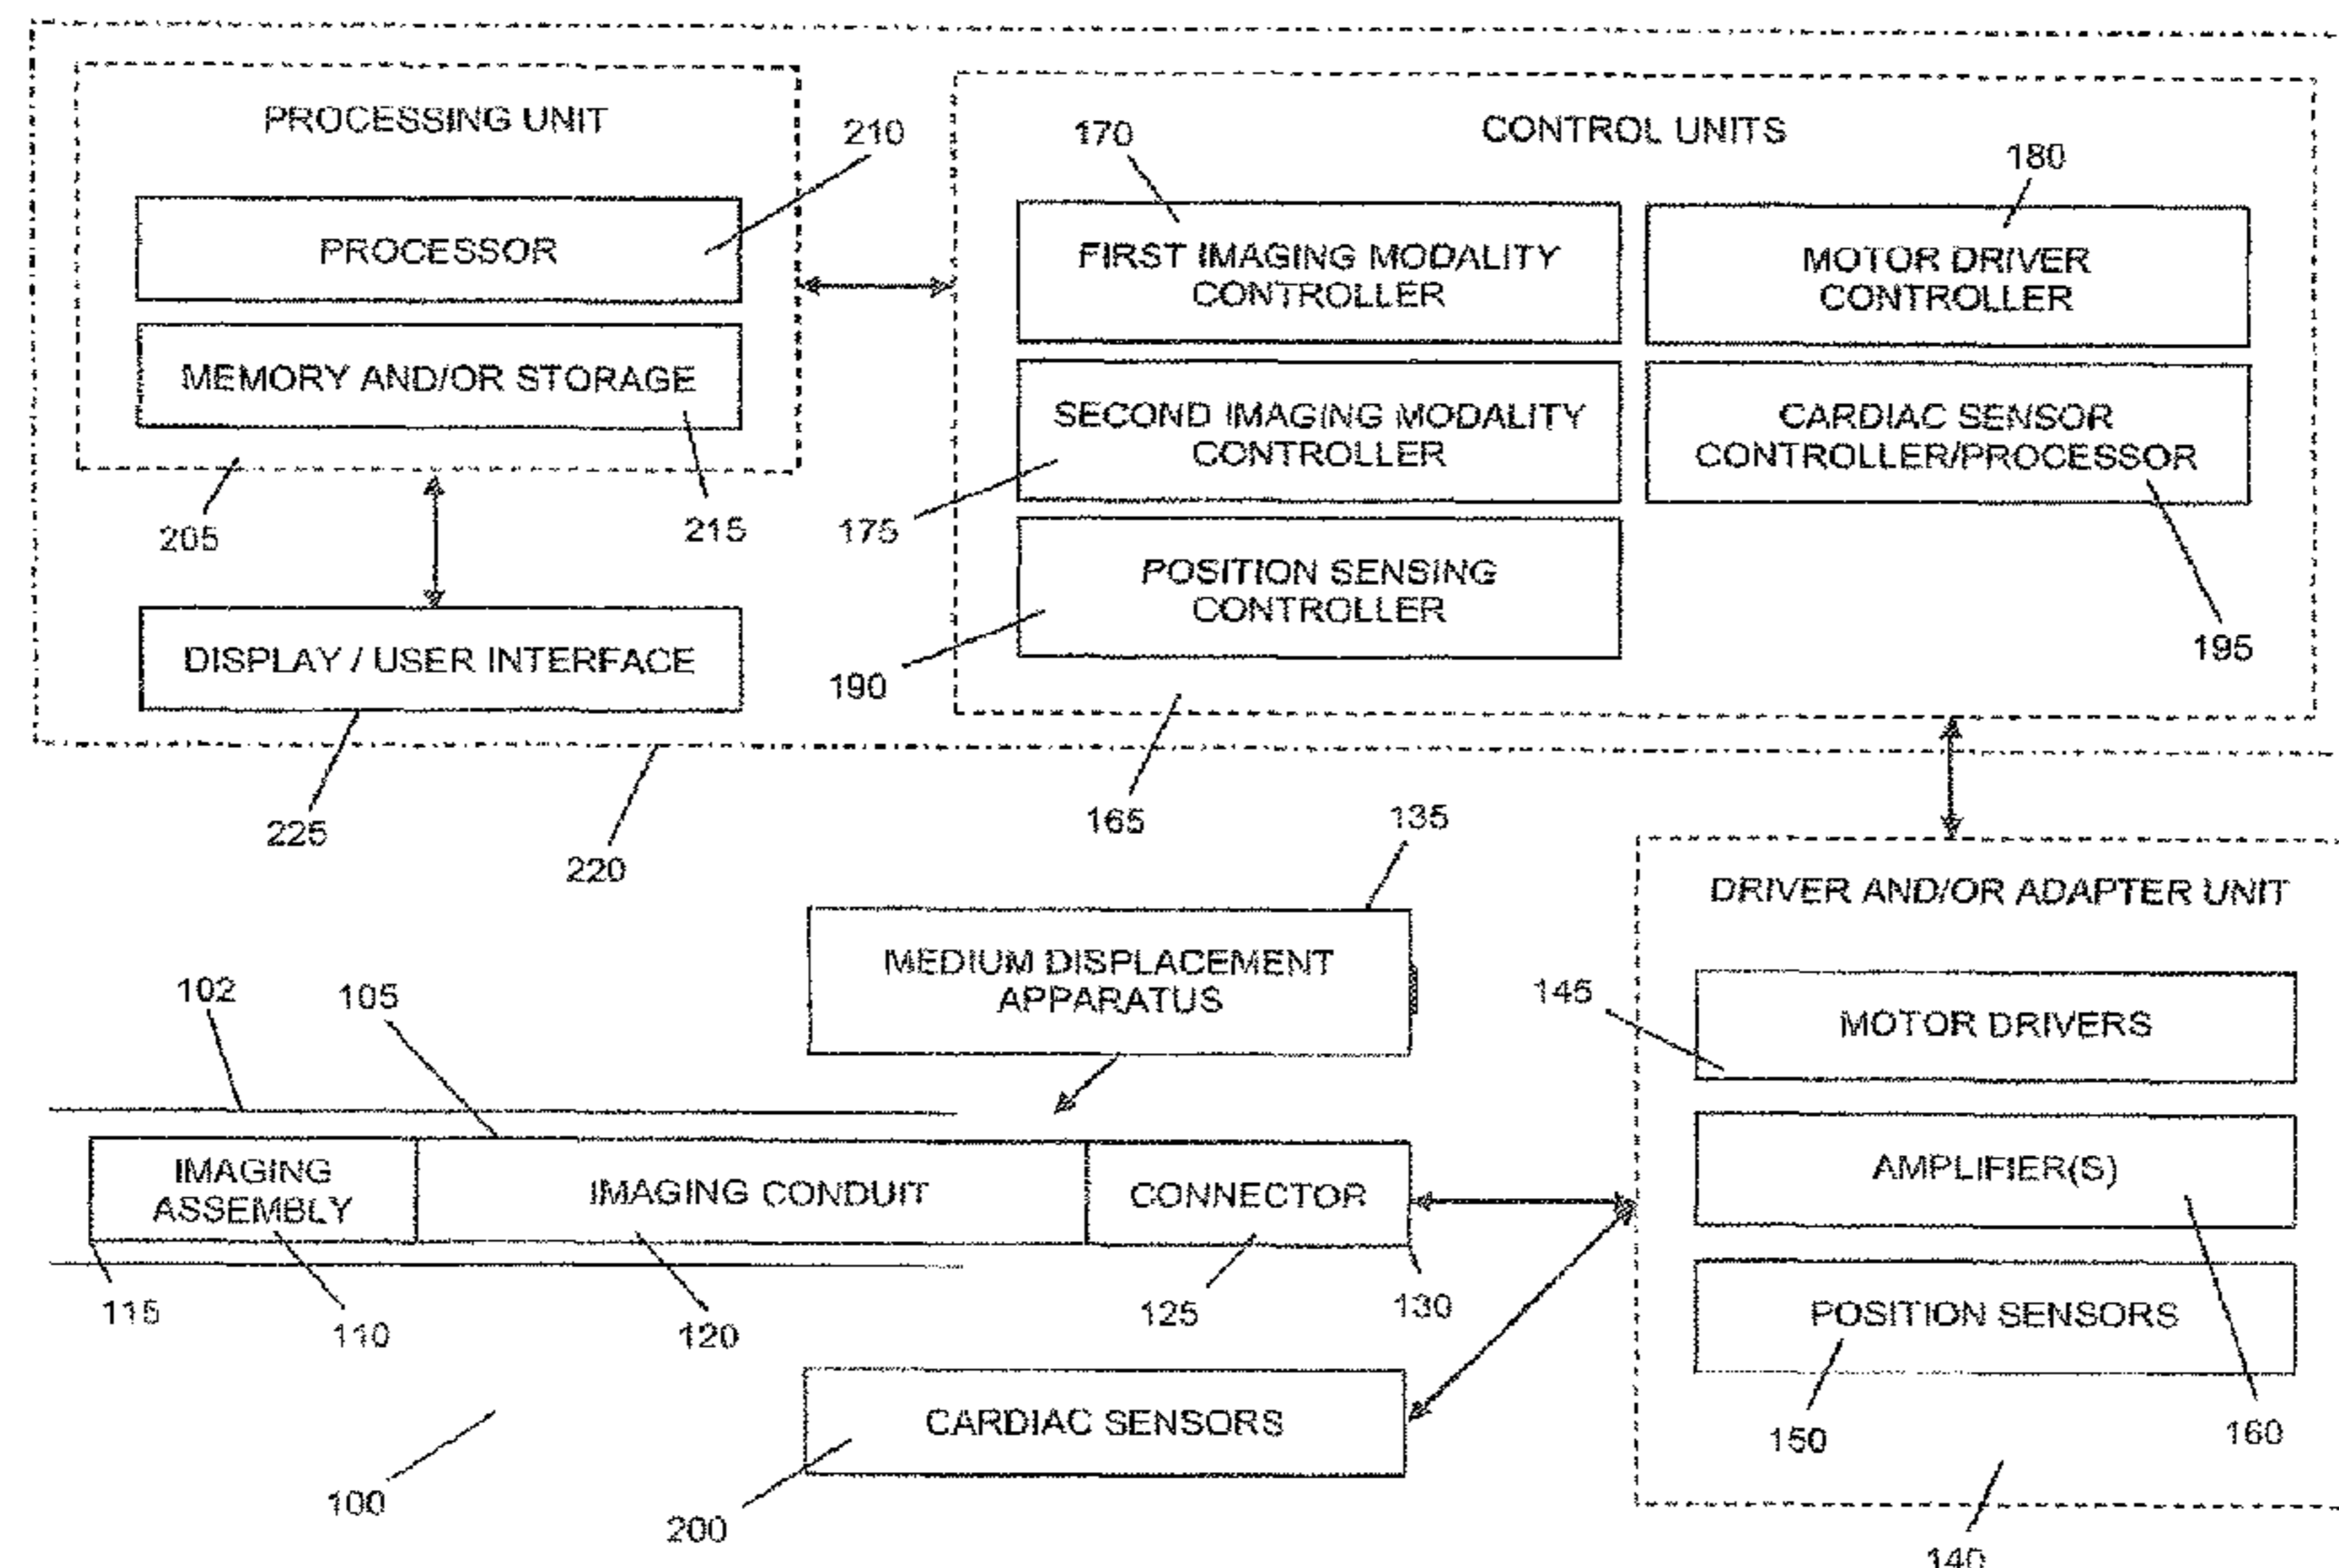 PROCESSING UNIT
210
PROCESSOR
MEMORY AND/OR STORAGE
205
215
DISPLAY / USER INTERFACE
225
220
CONTROL UNITS
170
180
FIRST IMAGING MODALITY
CONTROLLER
MOTOR DRIVER
CONTROLLER
SECOND IMAGING MODALITY
CONTROLLER
CARDIAC SENSOR
CONTROLLER/PROCESSOR
175
POSITION SENSING
CONTROLLER
190
195
165
135
MEDIUM DISPLACEMENT
APPARATUS
102
105
IMAGING
ASSEMBLY
IMAGING CONDUIT
CONNECTOR
115
110
120
125
130
CARDIAC SENSORS
100
200
DRIVER AND/OR ADAPTER UNIT
145
MOTOR DRIVERS
AMPLIFIER(S)
POSITION SENSORS
150
160
140